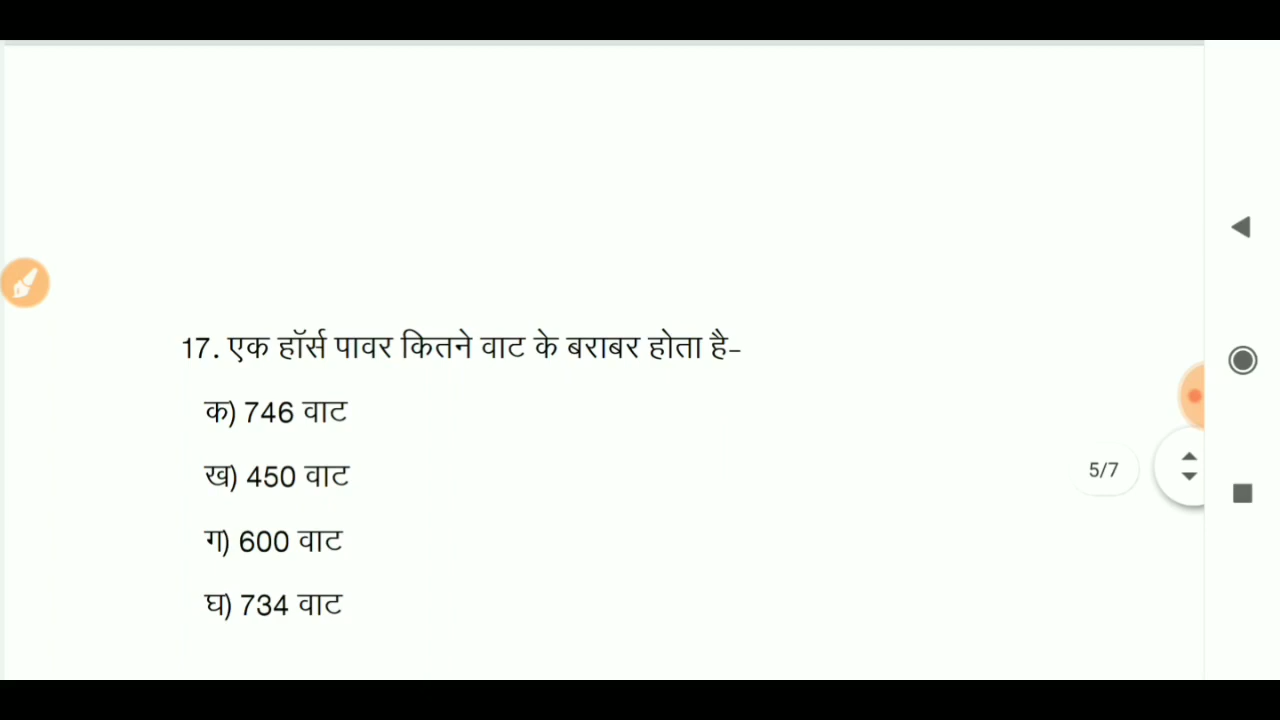 17. एक हॉर्स पावर कितने वाट के बराबर होता है-
क) 746 वाट
ख) 450 वाट
5/7
ग) 600 वाट
घ) 734 वाट